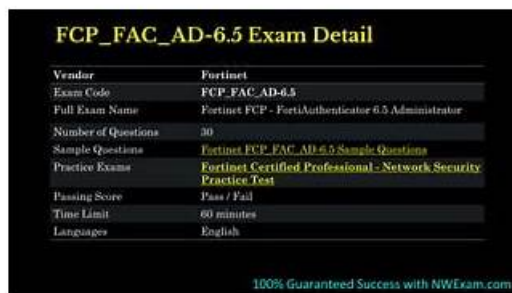 FCP_FAC_AD-6.5 Exam Detail
Vendor Fortinet
Exam Code FCP_FAC_AD-6.5
Full Exam Name Fortinet FCP - FortiAuthenticator 6.5 Administrator
Number of Questions 30
Sample Questions Fortinet FCP_FAC_AD-6.5 Sample Questions
Practice Exams Fortinet Certified Professional - Network Security
Practice Test
Passing Score Pass / Fail
Time Limit 60 minutes
Languages English
100% Guaranteed Success with NWExam.com